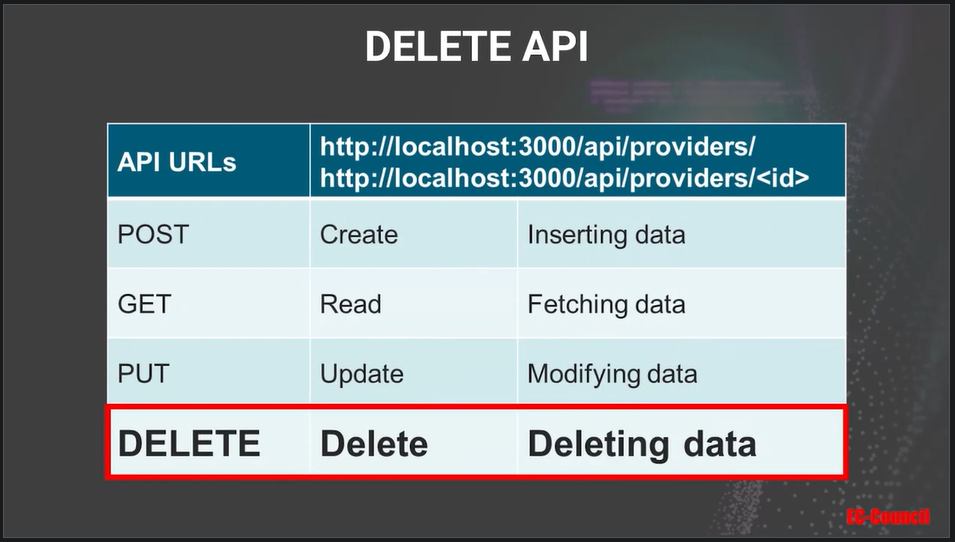 DELETE API
API URLs
http://localhost:3000/api/providers/
http://localhost:3000/api/providers/<id>
POST Create Inserting data
GET Read Fetching data
PUT Update Modifying data
DELETE Delete Deleting data
EC-Council